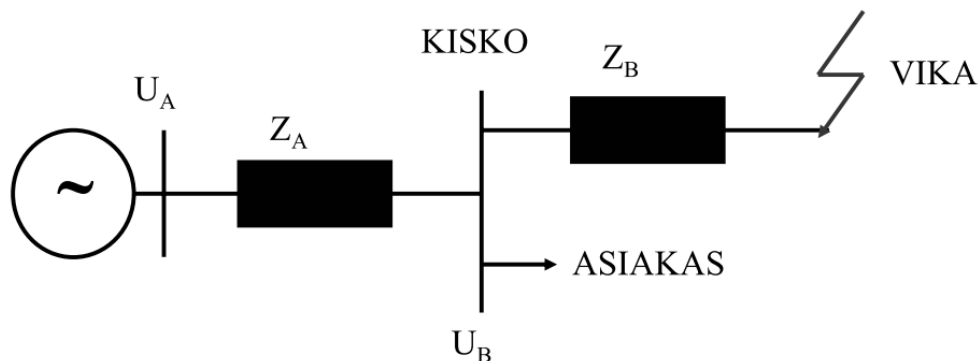 KISKO
Z_B
VIKA
U_A
Z_A
~
ASIAKAS
U_B